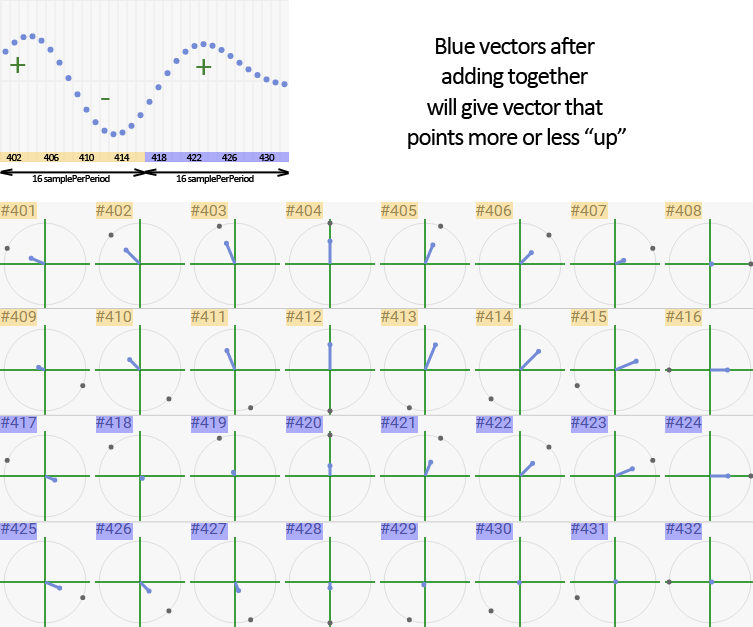 Blue vectors after
adding together
will give vector that
points more or less “up”
+
-
+
402 406 410 414 418 422 426 430
16 samplePerPeriod 16 samplePerPeriod
#401 #402 #403 #404 #405 #406 #407 #408
#409 #410 #411 #412 #413 #414 #415 #416
#417 #418 #419 #420 #421 #422 #423 #424
#425 #426 #427 #428 #429 #430 #431 #432